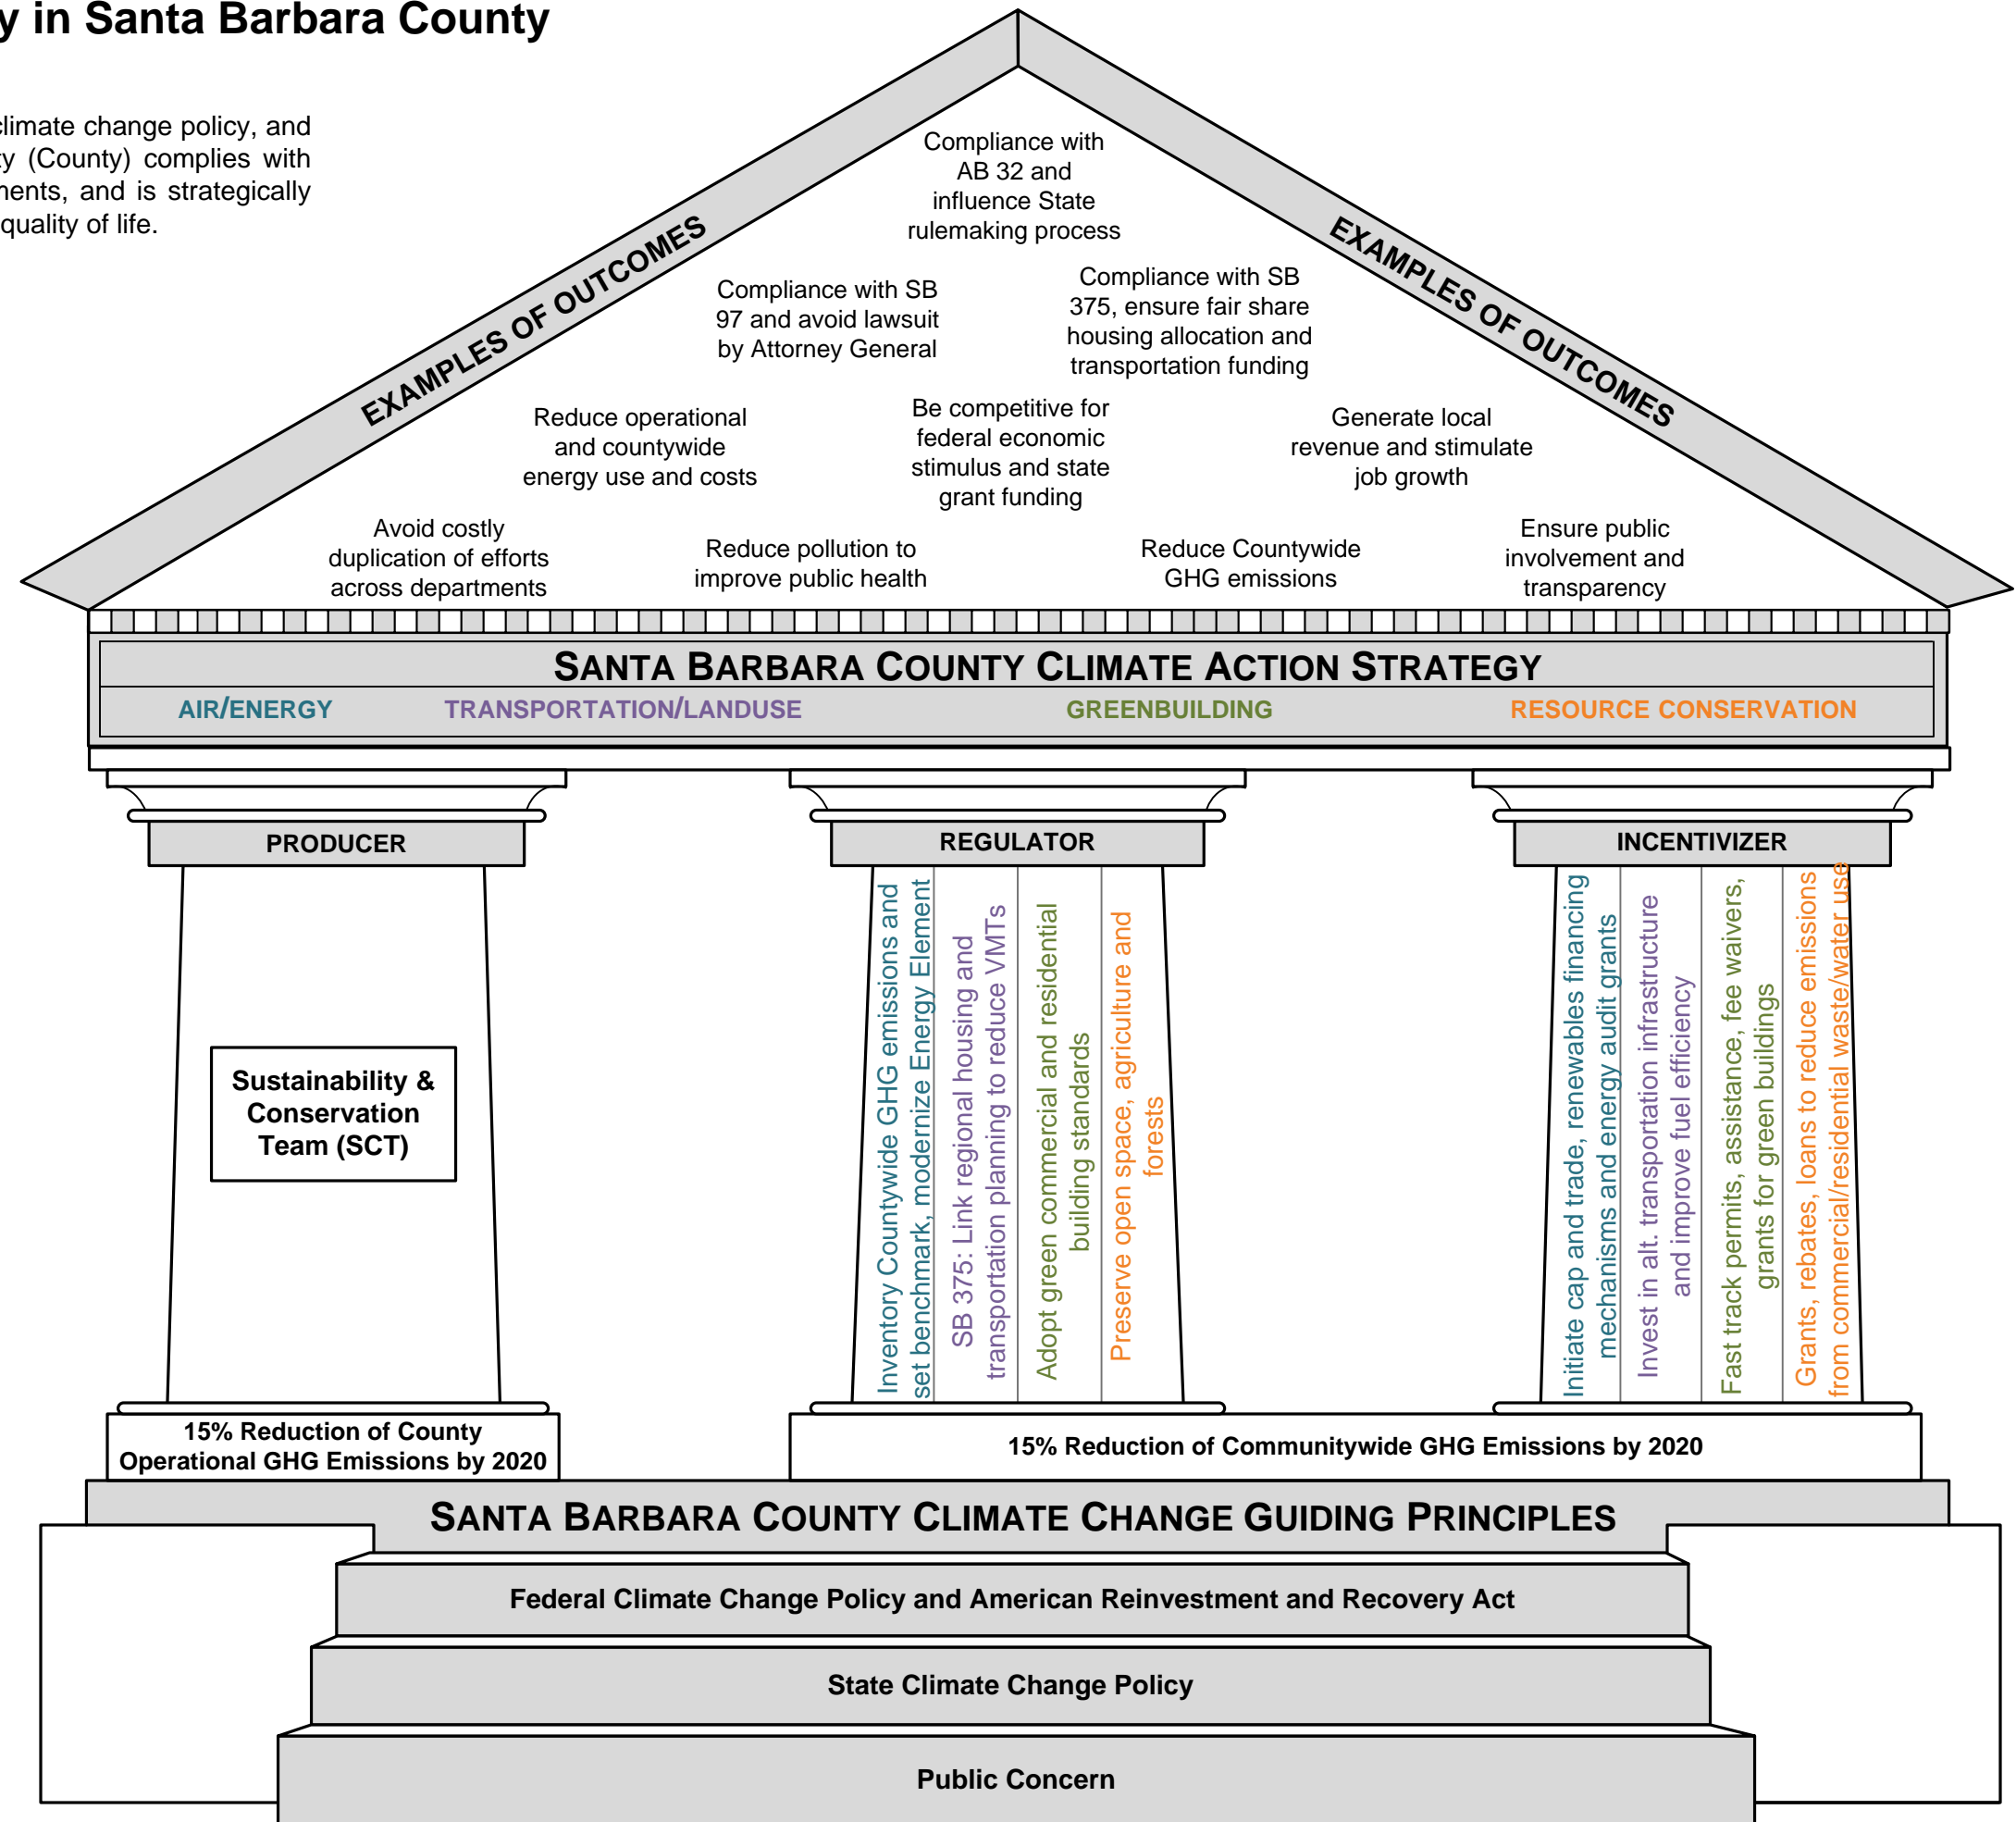 y in Santa Barbara County
climate change policy, and
ty (County) complies with
nents, and is strategically
quality of life.
EXAMPLES OF OUTCOMES
EXAMPLES OF OUTCOMES
Compliance with
AB 32 and
influence State
rulemaking process
Compliance with SB
97 and avoid lawsuit
by Attorney General
Compliance with SB
375, ensure fair share
housing allocation and
transportation funding
Reduce operational
and countywide
energy use and costs
Be competitive for
federal economic
stimulus and state
grant funding
Generate local
revenue and stimulate
job growth
Avoid costly
duplication of efforts
across departments
Reduce pollution to
improve public health
Reduce Countywide
GHG emissions
Ensure public
involvement and
transparency
SANTA BARBARA COUNTY CLIMATE ACTION STRATEGY
AIR/ENERGY TRANSPORTATION/LANDUSE GREENBUILDING RESOURCE CONSERVATION
PRODUCER
Sustainability &
Conservation
Team (SCT)
REGULATOR
Inventory Countywide GHG emissions and
set benchmark, modernize Energy Element
SB 375: Link regional housing and
transportation planning to reduce VMTs
Adopt green commercial and residential
building standards
Preserve open space, agriculture and
forests
INCENTIVIZER
Initiate cap and trade, renewables financing
mechanisms and energy audit grants
Invest in alt. transportation infrastructure
and improve fuel efficiency
Fast track permits, assistance, fee waivers,
grants for green buildings
Grants, rebates, loans to reduce emissions
from commercial/residential waste/water use
15% Reduction of County
Operational GHG Emissions by 2020
15% Reduction of Communitywide GHG Emissions by 2020
SANTA BARBARA COUNTY CLIMATE CHANGE GUIDING PRINCIPLES
Federal Climate Change Policy and American Reinvestment and Recovery Act
State Climate Change Policy
Public Concern